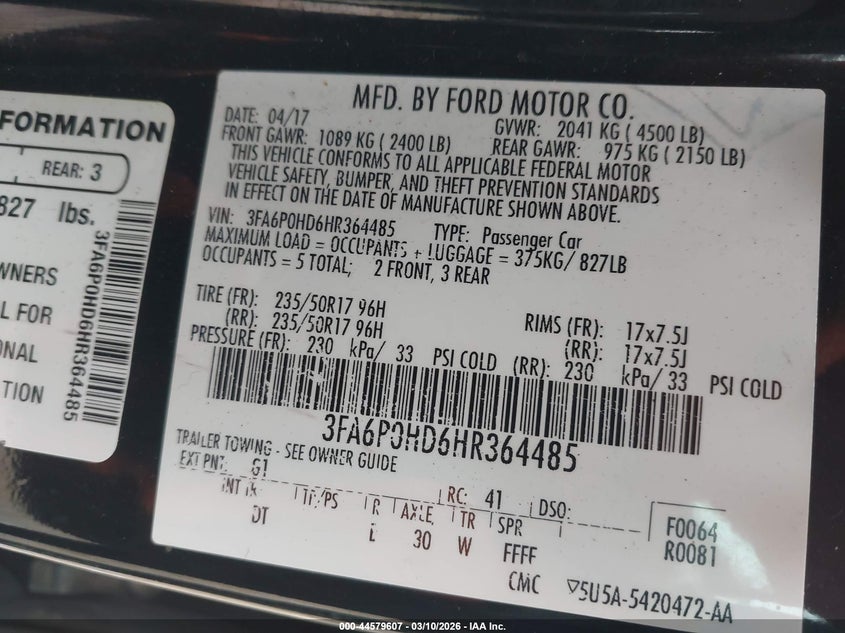 FORMATION
REAR: 3
827 lbs.
WNERS
L FOR
ONAL
TION
3FA6P0HD6HR364485
MFD. BY FORD MOTOR CO.
DATE: 04/17 GVWR: 2041 KG ( 4500 LB)
FRONT GAWR: 1089 KG ( 2400 LB) REAR GAWR: 975 KG ( 2150 LB)
THIS VEHICLE CONFORMS TO ALL APPLICABLE FEDERAL MOTOR
VEHICLE SAFETY, BUMPER, AND THEFT PREVENTION STANDARDS
IN EFFECT ON THE DATE OF MANUFACTURE SHOWN ABOVE.
VIN: 3FA6P0HD6HR364485 TYPE: Passenger Car
MAXIMUM LOAD = OCCUPANTS + LUGGAGE = 375KG/ 827LB
OCCUPANTS = 5 TOTAL; 2 FRONT, 3 REAR
TIRE (FR): 235/50R17 96H RIMS (FR): 17x7.5J
(RR): 235/50R17 96H (RR): 17x7.5J
PRESSURE (FR): 230 kPa/ 33 PSI COLD (RR): 230 kPa/ 33 PSI COLD
3FA6P0HD6HR364485
TRAILER TOWING - SEE OWNER GUIDE
EXT PNT: G1 RC: 41 DSO:
INT TR TP/PS R AXLE TR SPR F0064
DT L 30 W FFFF R0081
CMC ▽5U5A-5420472-AA
000-44579607 - 03/10/2026 - IAA Inc.